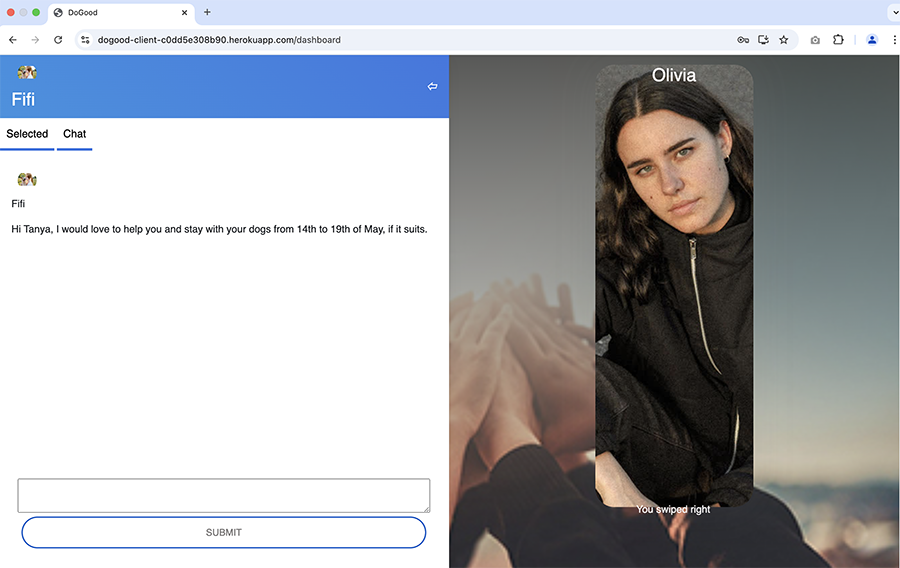 DoGood
dogood-client-c0dd5e308b90.herokuapp.com/dashboard
Fifi
Selected Chat
Fifi
Hi Tanya, I would love to help you and stay with your dogs from 14th to 19th of May, if it suits.
SUBMIT
Olivia
You swiped right